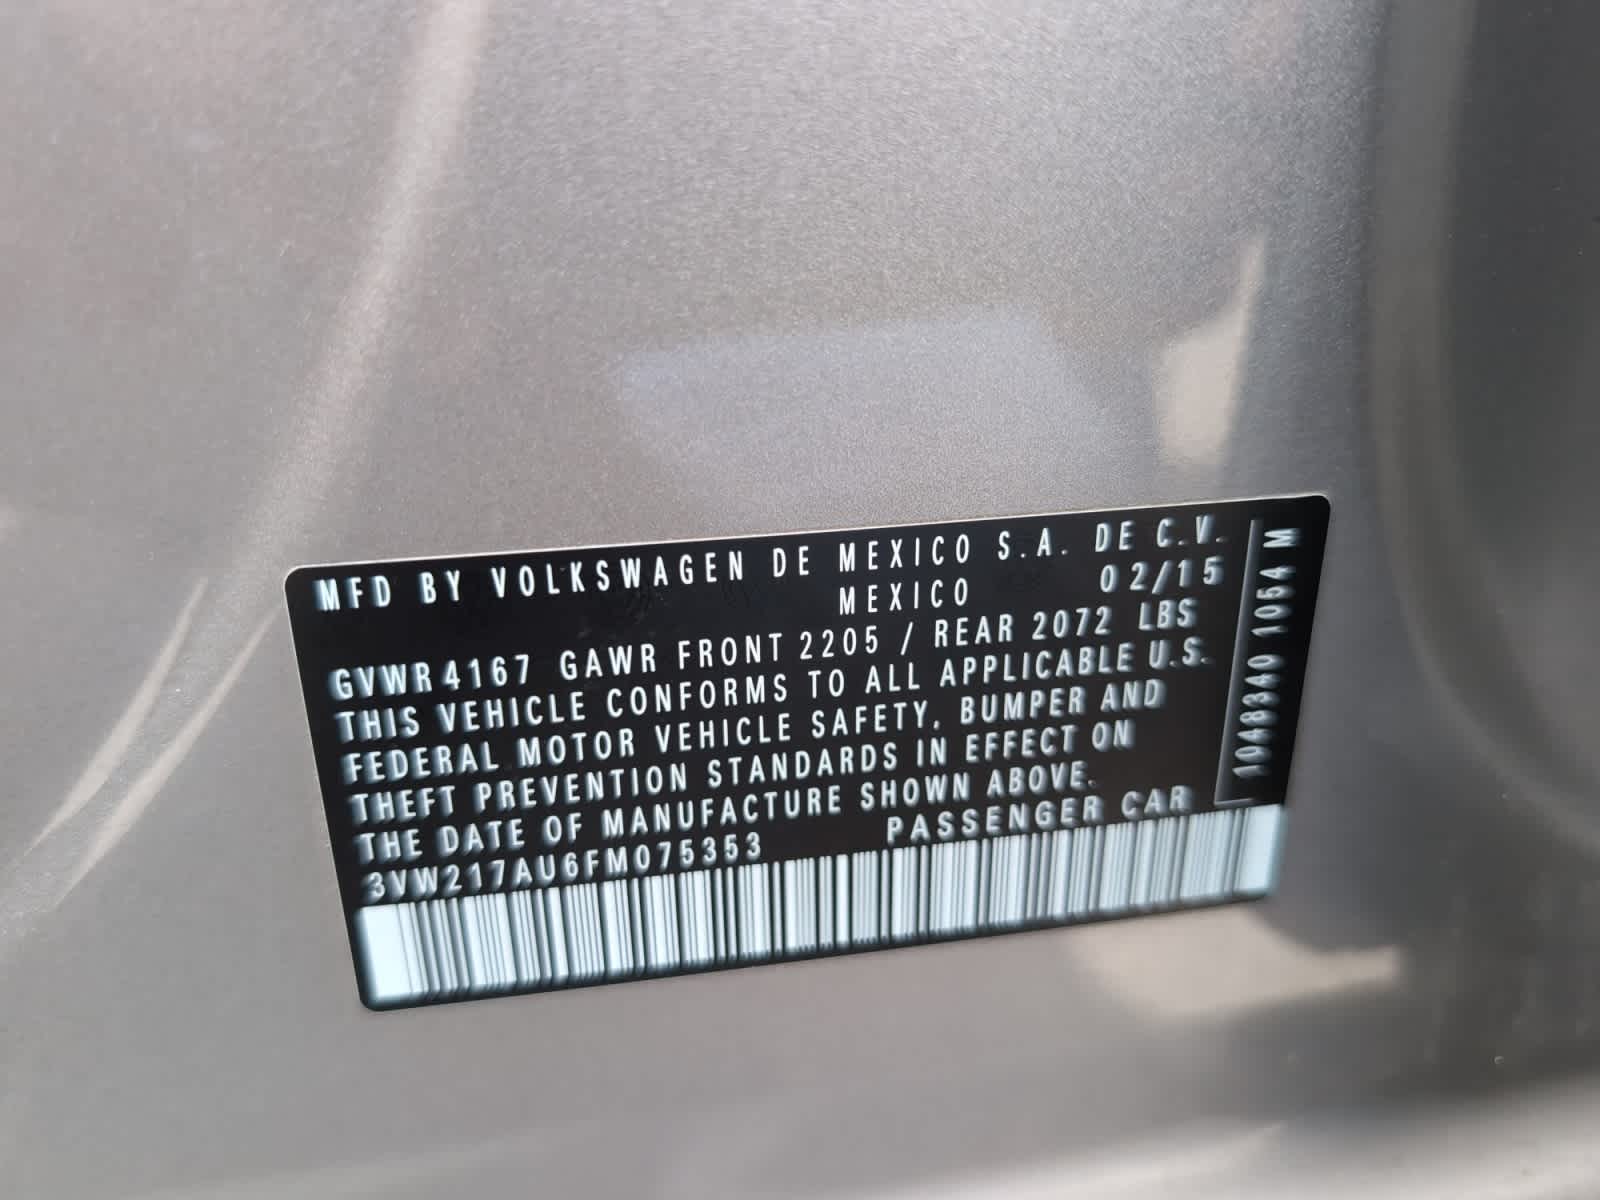 MFD BY VOLKSWAGEN DE MEXICO S.A. DE C.V.
MEXICO 02/15
GVWR 4167 GAWR FRONT 2205 / REAR 2072 LBS
THIS VEHICLE CONFORMS TO ALL APPLICABLE U.S.
FEDERAL MOTOR VEHICLE SAFETY, BUMPER AND
THEFT PREVENTION STANDARDS IN EFFECT ON
THE DATE OF MANUFACTURE SHOWN ABOVE.
3VW217AU6FM075353 PASSENGER CAR
1048340 1054 M